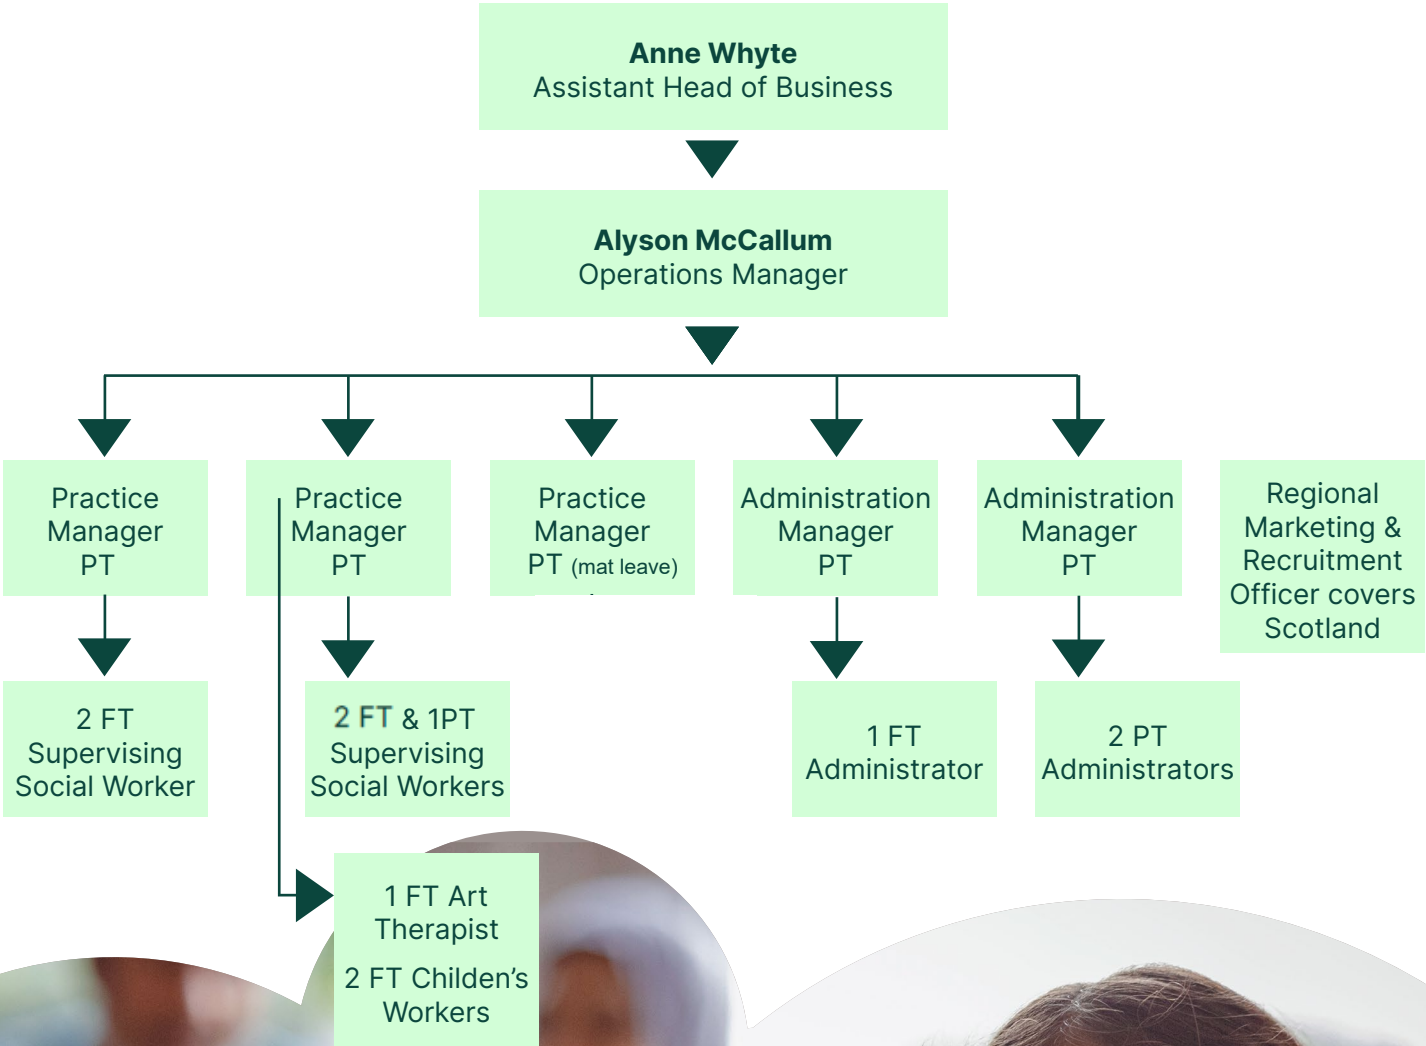 Anne Whyte
Assistant Head of Business
Alyson McCallum
Operations Manager
Practice
Manager
PT
Practice
Manager
PT
Practice
Manager
PT (mat leave)
Administration
Manager
PT
Administration
Manager
PT
Regional
Marketing &
Recruitment
Officer covers
Scotland
2 FT
Supervising
Social Worker
2 FT & 1PT
Supervising
Social Workers
1 FT
Administrator
2 PT
Administrators
1 FT Art
Therapist
2 FT Childen’s
Workers